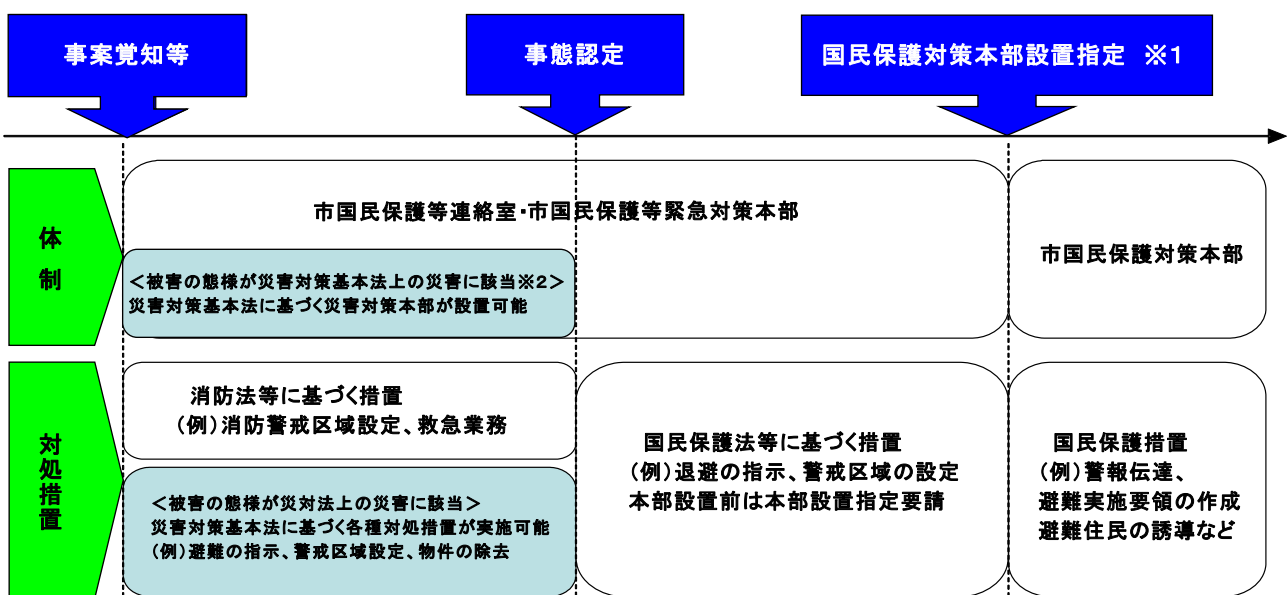 事案覚知等
事態認定
国民保護対策本部設置指定 ※1
体
制
市国民保護等連絡室・市国民保護等緊急対策本部
＜被害の態様が災害対策基本法上の災害に該当※2＞
災害対策基本法に基づく災害対策本部が設置可能
市国民保護対策本部
対
処
措
置
消防法等に基づく措置
（例）消防警戒区域設定、救急業務
＜被害の態様が災対法上の災害に該当＞
災害対策基本法に基づく各種対処措置が実施可能
（例）避難の指示、警戒区域設定、物件の除去
国民保護法等に基づく措置
（例）退避の指示、警戒区域の設定
本部設置前は本部設置指定要請
国民保護措置
（例）警報伝達、
避難実施要領の作成
避難住民の誘導など